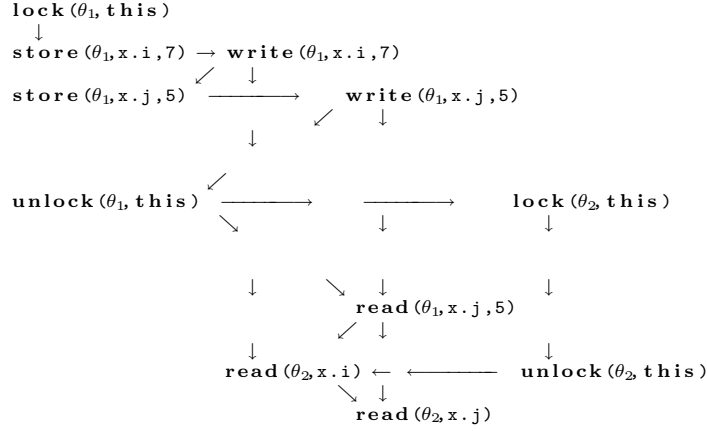 lock(θ₁, this)
↓
store(θ₁,x.i,7) → write(θ₁,x.i,7)
↙ ↓
store(θ₁,x.j,5) ⟶ write(θ₁,x.j,5)
↙ ↓
↓
↙
unlock(θ₁, this) ⟶ ⟶ lock(θ₂, this)
↘ ↓ ↓
↓ ↘ ↓ ↓
read(θ₁,x.j,5)
↙ ↓
↓ ↓
read(θ₂,x.i) ← ⟵ unlock(θ₂, this)
↘ ↓
read(θ₂,x.j)